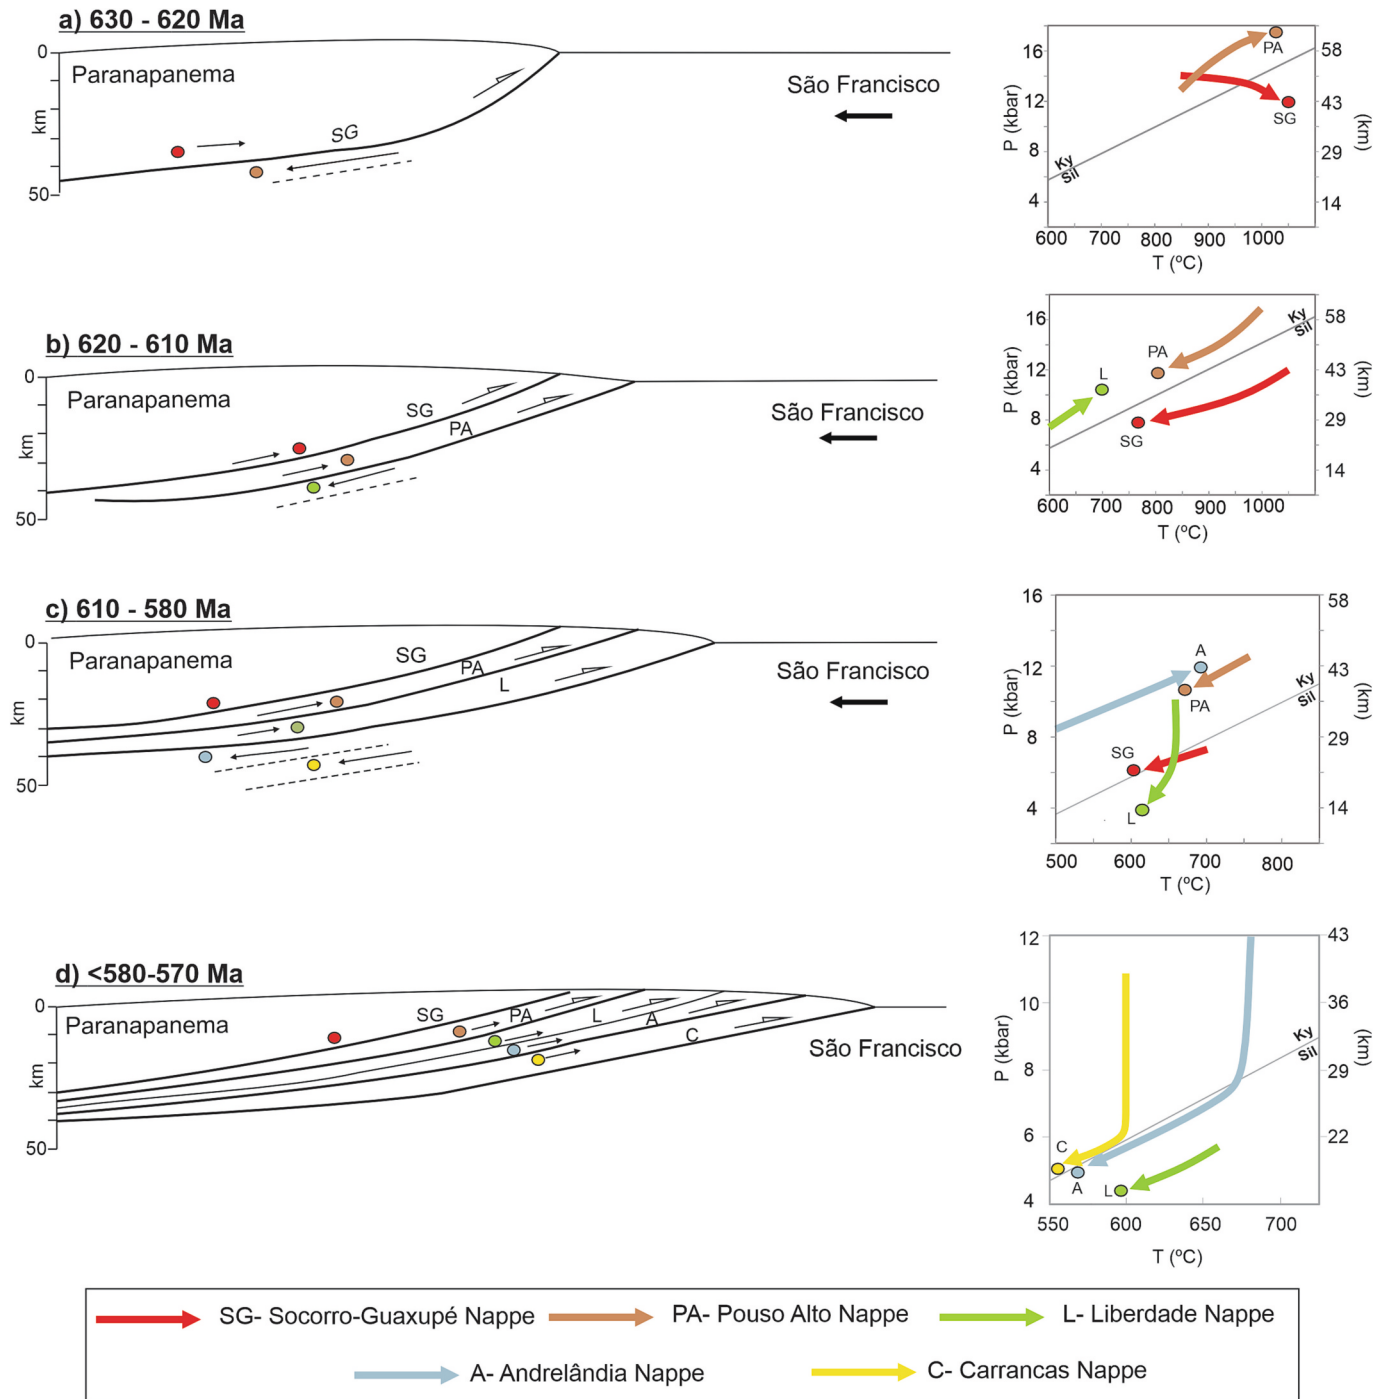 a) 630 - 620 Ma
0
Paranapanema
São Francisco
km
SG
50
16
12
8
4
P (kbar)
PA
SG
Ky
Sil
58
43
29
14
(km)
600 700 800 900 1000
T (ºC)
b) 620 - 610 Ma
0
Paranapanema
São Francisco
km
SG
PA
50
16
12
8
4
P (kbar)
L
PA
SG
Ky
Sil
58
43
29
14
(km)
600 700 800 900 1000
T (ºC)
c) 610 - 580 Ma
0
Paranapanema
São Francisco
km
SG
PA
L
50
16
12
8
4
P (kbar)
A
PA
SG
L
Ky
Sil
58
43
29
14
(km)
500 600 700 800
T (ºC)
d) <580-570 Ma
0
Paranapanema
São Francisco
km
SG
PA
L
A
C
50
12
10
8
6
4
P (kbar)
C
A
L
Ky
Sil
43
36
29
22
(km)
550 600 650 700
T (ºC)
SG- Socorro-Guaxupé Nappe PA- Pouso Alto Nappe L- Liberdade Nappe
A- Andrelândia Nappe C- Carrancas Nappe